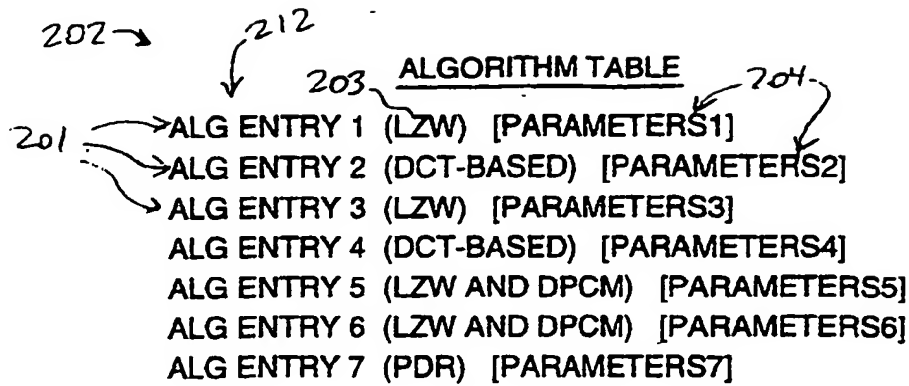 202 212
ALGORITHM TABLE
203 204
201 ALG ENTRY 1 (LZW) [PARAMETERS1]
ALG ENTRY 2 (DCT-BASED) [PARAMETERS2]
ALG ENTRY 3 (LZW) [PARAMETERS3]
ALG ENTRY 4 (DCT-BASED) [PARAMETERS4]
ALG ENTRY 5 (LZW AND DPCM) [PARAMETERS5]
ALG ENTRY 6 (LZW AND DPCM) [PARAMETERS6]
ALG ENTRY 7 (PDR) [PARAMETERS7]